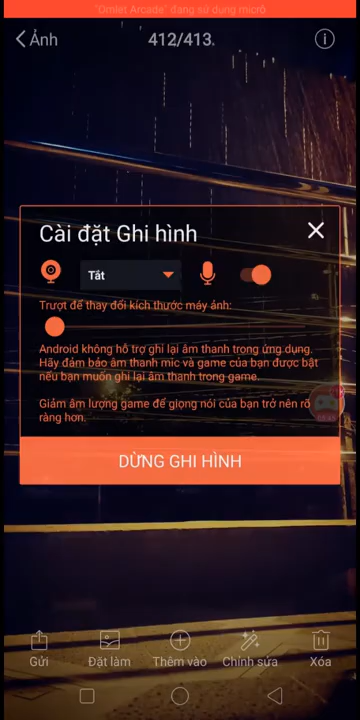 "Omlet Arcade" đang sử dụng micrô
Ảnh
412/413
Cài đặt Ghi hình
Tắt
Trượt để thay đổi kích thước máy ảnh:
Android không hỗ trợ ghi lại âm thanh trong ứng dụng.
Hãy đảm bảo âm thanh mic và game của bạn được bật
nếu bạn muốn ghi lại âm thanh trong game.
Giảm âm lượng game để giọng nói của bạn trở nên rõ
ràng hơn.
DỪNG GHI HÌNH
Gửi
Đặt làm
Thêm vào
Chỉnh sửa
Xóa